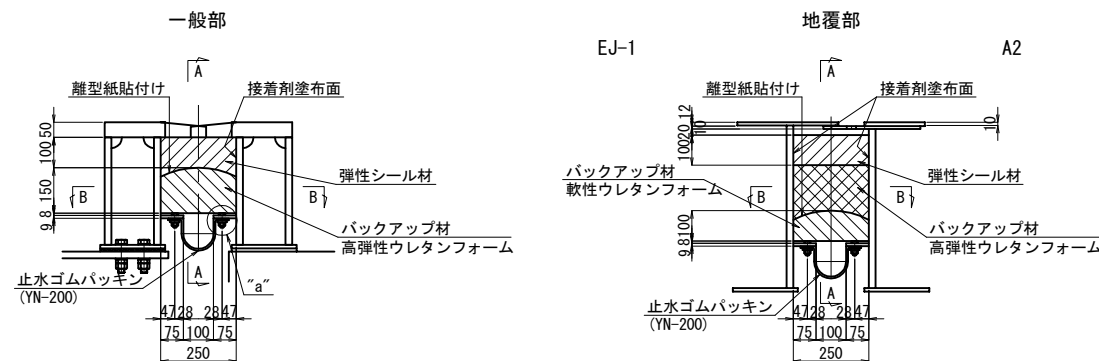 一般部
A
離型紙貼付け
接着剤塗布面
50
100
150
8
9
B
B
弾性シール材
バックアップ材
高弾性ウレタンフォーム
止水ゴムパッキン
(YN-200)
A
"a"
47 28 28 47
75 100 75
250
地覆部
EJ-1
A2
A
離型紙貼付け
接着剤塗布面
12
10
20
100
100
8
9
10
バックアップ材
軟性ウレタンフォーム
B
B
弾性シール材
バックアップ材
高弾性ウレタンフォーム
止水ゴムパッキン
(YN-200)
A
47 28 28 47
75 100 75
250